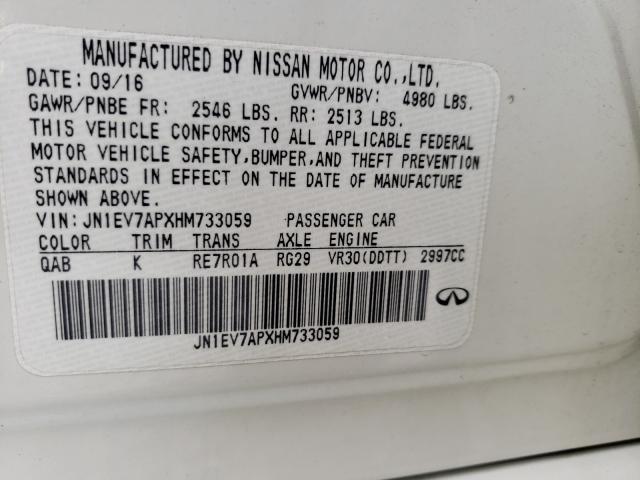 MANUFACTURED BY NISSAN MOTOR CO.,LTD.
DATE: 09/16 GVWR/PNBV: 4980 LBS.
GAWR/PNBE FR: 2546 LBS. RR: 2513 LBS.
THIS VEHICLE CONFORMS TO ALL APPLICABLE FEDERAL
MOTOR VEHICLE SAFETY,BUMPER,AND THEFT PREVENTION
STANDARDS IN EFFECT ON THE DATE OF MANUFACTURE
SHOWN ABOVE.
VIN: JN1EV7APXHM733059 PASSENGER CAR
COLOR TRIM TRANS AXLE ENGINE
QAB K RE7R01A RG29 VR30(DDTT) 2997CC
JN1EV7APXHM733059